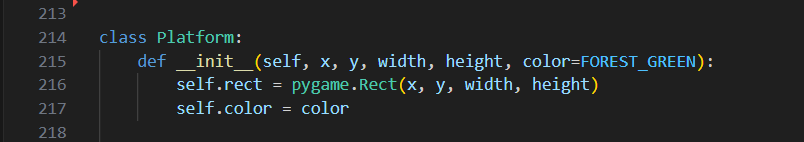 213
214 class Platform:
215     def __init__(self, x, y, width, height, color=FOREST_GREEN):
216         self.rect = pygame.Rect(x, y, width, height)
217         self.color = color
218